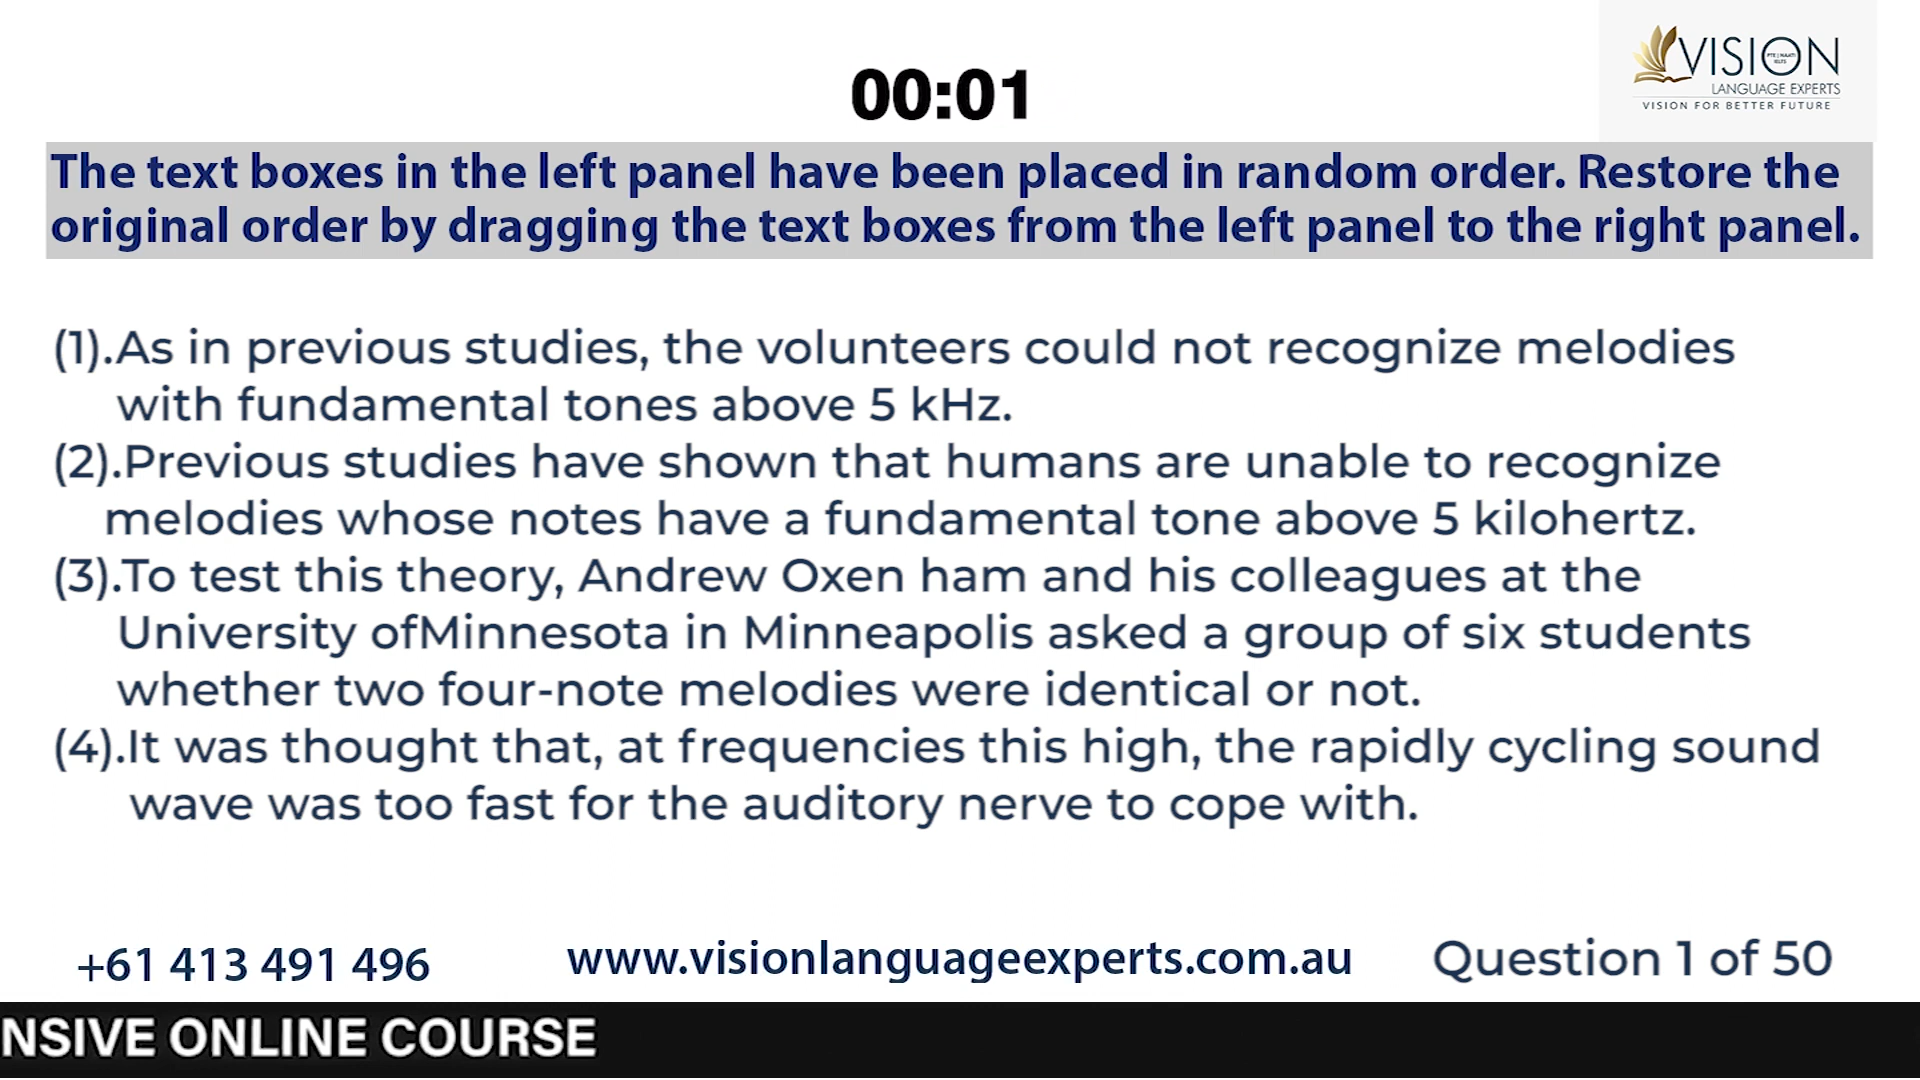 VISION
PTE | NAATI
IELTS
LANGUAGE EXPERTS
VISION FOR BETTER FUTURE
00:01
The text boxes in the left panel have been placed in random order. Restore the
original order by dragging the text boxes from the left panel to the right panel.
(1).As in previous studies, the volunteers could not recognize melodies
with fundamental tones above 5 kHz.
(2).Previous studies have shown that humans are unable to recognize
melodies whose notes have a fundamental tone above 5 kilohertz.
(3).To test this theory, Andrew Oxen ham and his colleagues at the
University ofMinnesota in Minneapolis asked a group of six students
whether two four-note melodies were identical or not.
(4).It was thought that, at frequencies this high, the rapidly cycling sound
wave was too fast for the auditory nerve to cope with.
+61 413 491 496
www.visionlanguageexperts.com.au
Question 1 of 50
NSIVE ONLINE COURSE